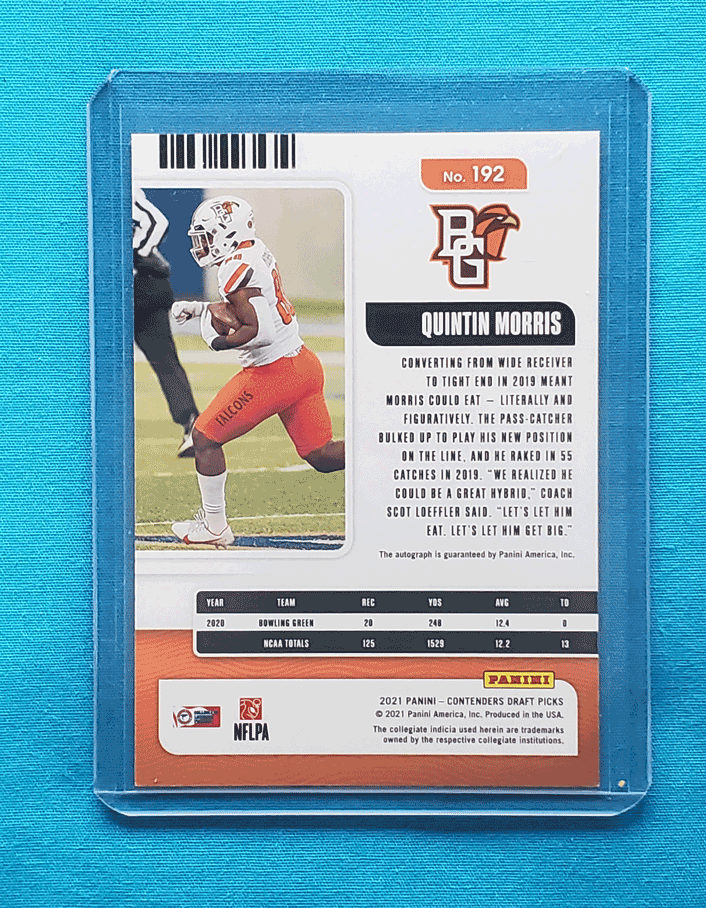 No. 192
BG
QUINTIN MORRIS
CONVERTING FROM WIDE RECEIVER
TO TIGHT END IN 2019 MEANT
MORRIS COULD EAT – LITERALLY AND
FIGURATIVELY. THE PASS-CATCHER
BULKED UP TO PLAY HIS NEW POSITION
ON THE LINE, AND HE RAKED IN 55
CATCHES IN 2019. "WE REALIZED HE
COULD BE A GREAT HYBRID," COACH
SCOT LOEFFLER SAID. "LET'S LET HIM
EAT. LET'S LET HIM GET BIG."
The autograph is guaranteed by Panini America, Inc.
FALCONS
YEAR TEAM REC YDS AVG TD
2020 BOWLING GREEN 20 248 12.4 0
NCAA TOTALS 125 1529 12.2 13
PANINI
2021 PANINI – CONTENDERS DRAFT PICKS
© 2021 Panini America, Inc. Produced in the USA.
The collegiate indicia used herein are trademarks
owned by the respective collegiate institutions.
NFLPA